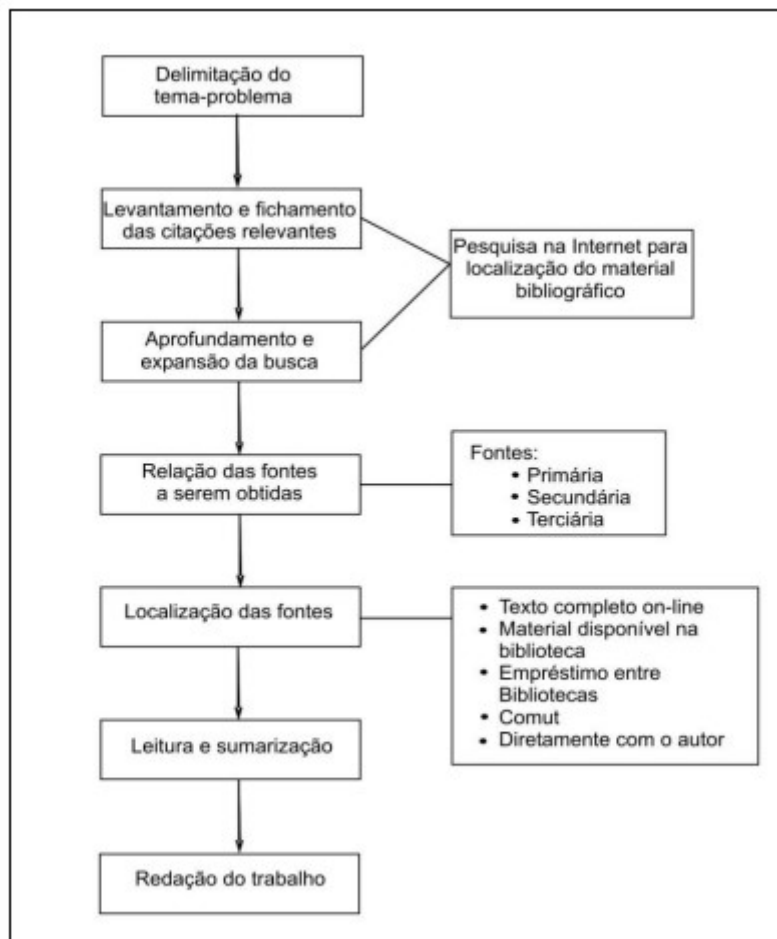 Delimitação do
tema-problema
Levantamento e fichamento
das citações relevantes
Pesquisa na Internet para
localização do material
bibliográfico
Aprofundamento e
expansão da busca
Relação das fontes
a serem obtidas
Fontes:
• Primária
• Secundária
• Terciária
Localização das fontes
• Texto completo on-line
• Material disponível na
biblioteca
• Empréstimo entre
Bibliotecas
• Comut
• Diretamente com o autor
Leitura e sumarização
Redação do trabalho